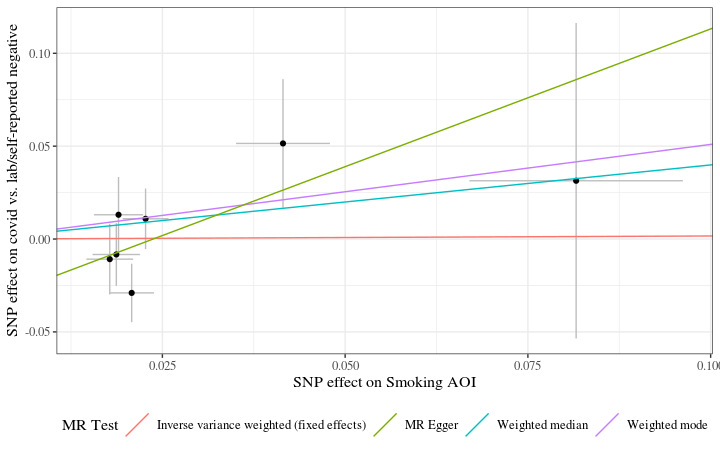 SNP effect on covid vs. lab/self-reported negative
0.10
0.05
0.00
-0.05
0.025 0.050 0.075 0.100
SNP effect on Smoking AOI
MR Test Inverse variance weighted (fixed effects) MR Egger Weighted median Weighted mode